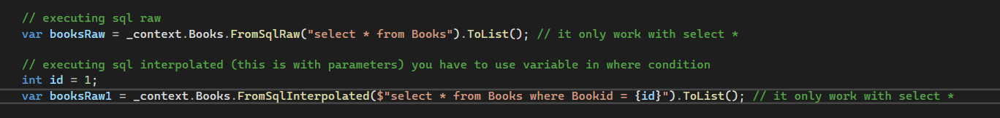 // executing sql raw
var booksRaw = _context.Books.FromSqlRaw("select * from Books").ToList(); // it only work with select *
// executing sql interpolated (this is with parameters) you have to use variable in where condition
int id = 1;
var booksRaw1 = _context.Books.FromSqlInterpolated($"select * from Books where Bookid = {id}").ToList(); // it only work with select *